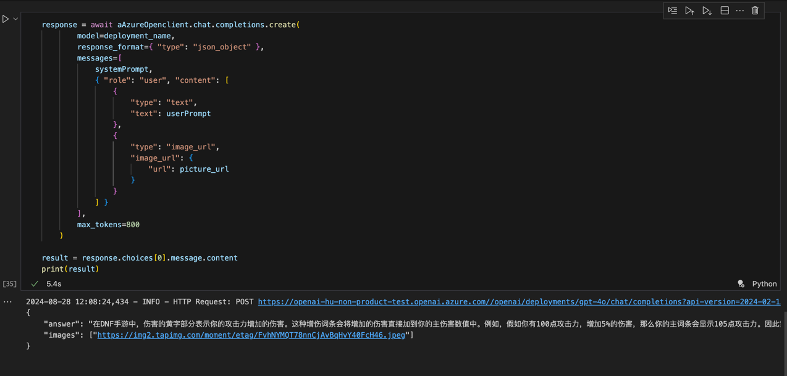 response = await aAzureOpenclient.chat.completions.create(
model=deployment_name,
response_format={ "type": "json_object" },
messages=[
systemPrompt,
{ "role": "user", "content": [
{
"type": "text",
"text": userPrompt
},
{
"type": "image_url",
"image_url": {
"url": picture_url
}
}
] }
],
max_tokens=800
)
result = response.choices[0].message.content
print(result)
[35] 5.4s Python
2024-08-28 12:08:24,434 - INFO - HTTP Request: POST https://openai-hu-non-product-test.openai.azure.com//openai/deployments/gpt-4o/chat/completions?api-version=2024-02-1
{
"answer": "在DNF手游中，伤害的黄字部分表示你的攻击力增加的伤害。这种增伤词条会将增加的伤害直接加到你的主伤害数值中。例如，假如你有100点攻击力，增加5%的伤害，那么你的主词条会显示105点攻击力。因此
"images": ["https://img2.tapimg.com/moment/etag/FvhNYMQT78nnCjAvBqHvY40FcH46.jpeg"]
}